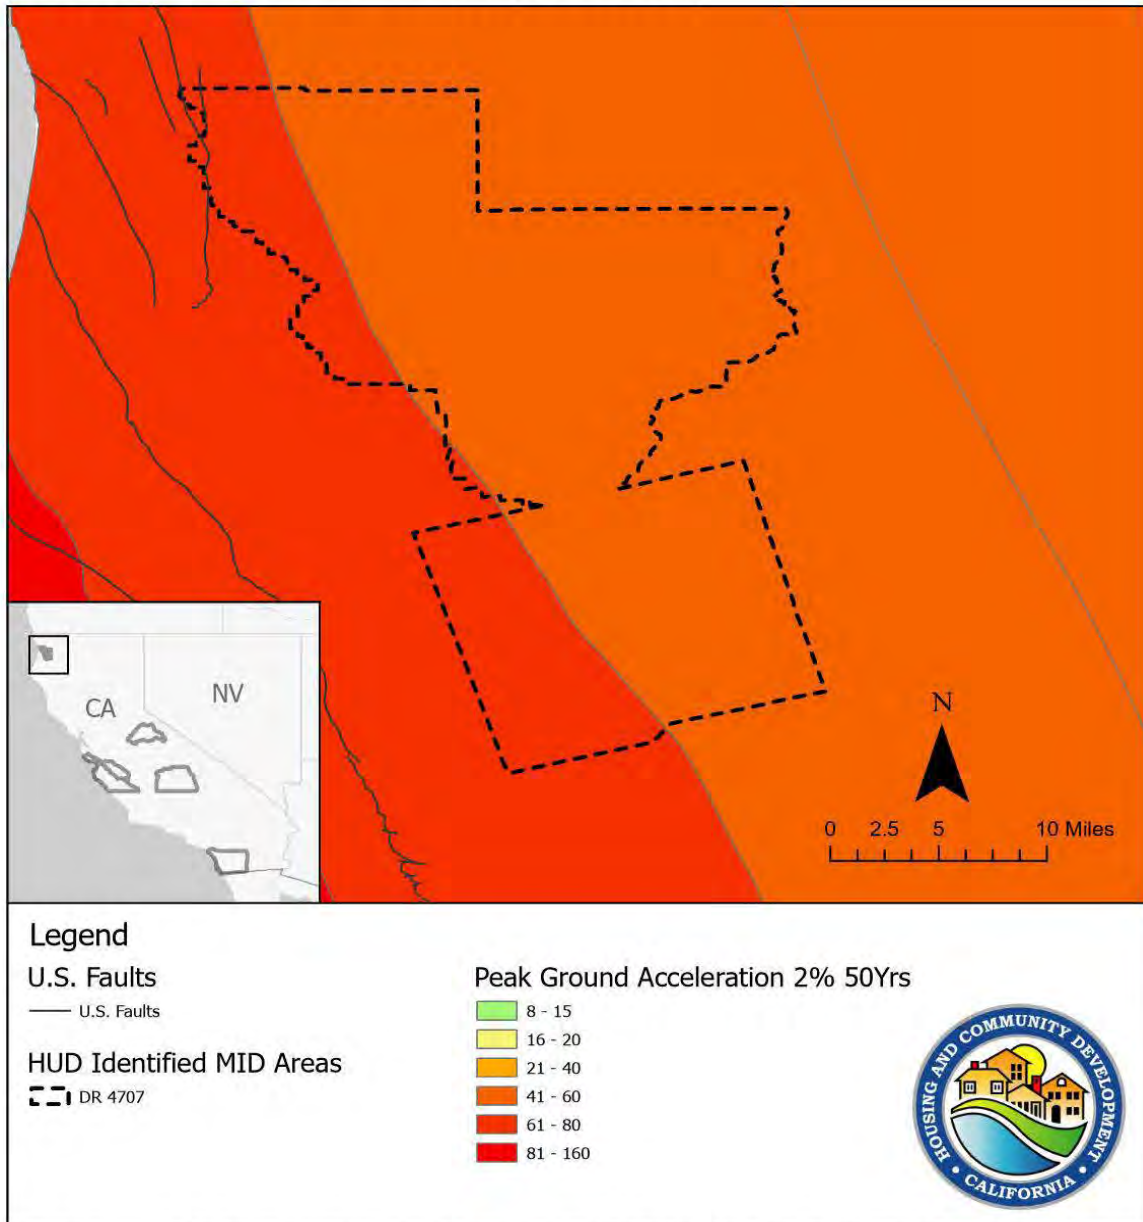 CA
NV
N
0 2.5 5 10 Miles
Legend
U.S. Faults
U.S. Faults
HUD Identified MID Areas
DR 4707
Peak Ground Acceleration 2% 50Yrs
8 - 15
16 - 20
21 - 40
41 - 60
61 - 80
81 - 160
HOUSING AND COMMUNITY DEVELOPMENT
• CALIFORNIA •